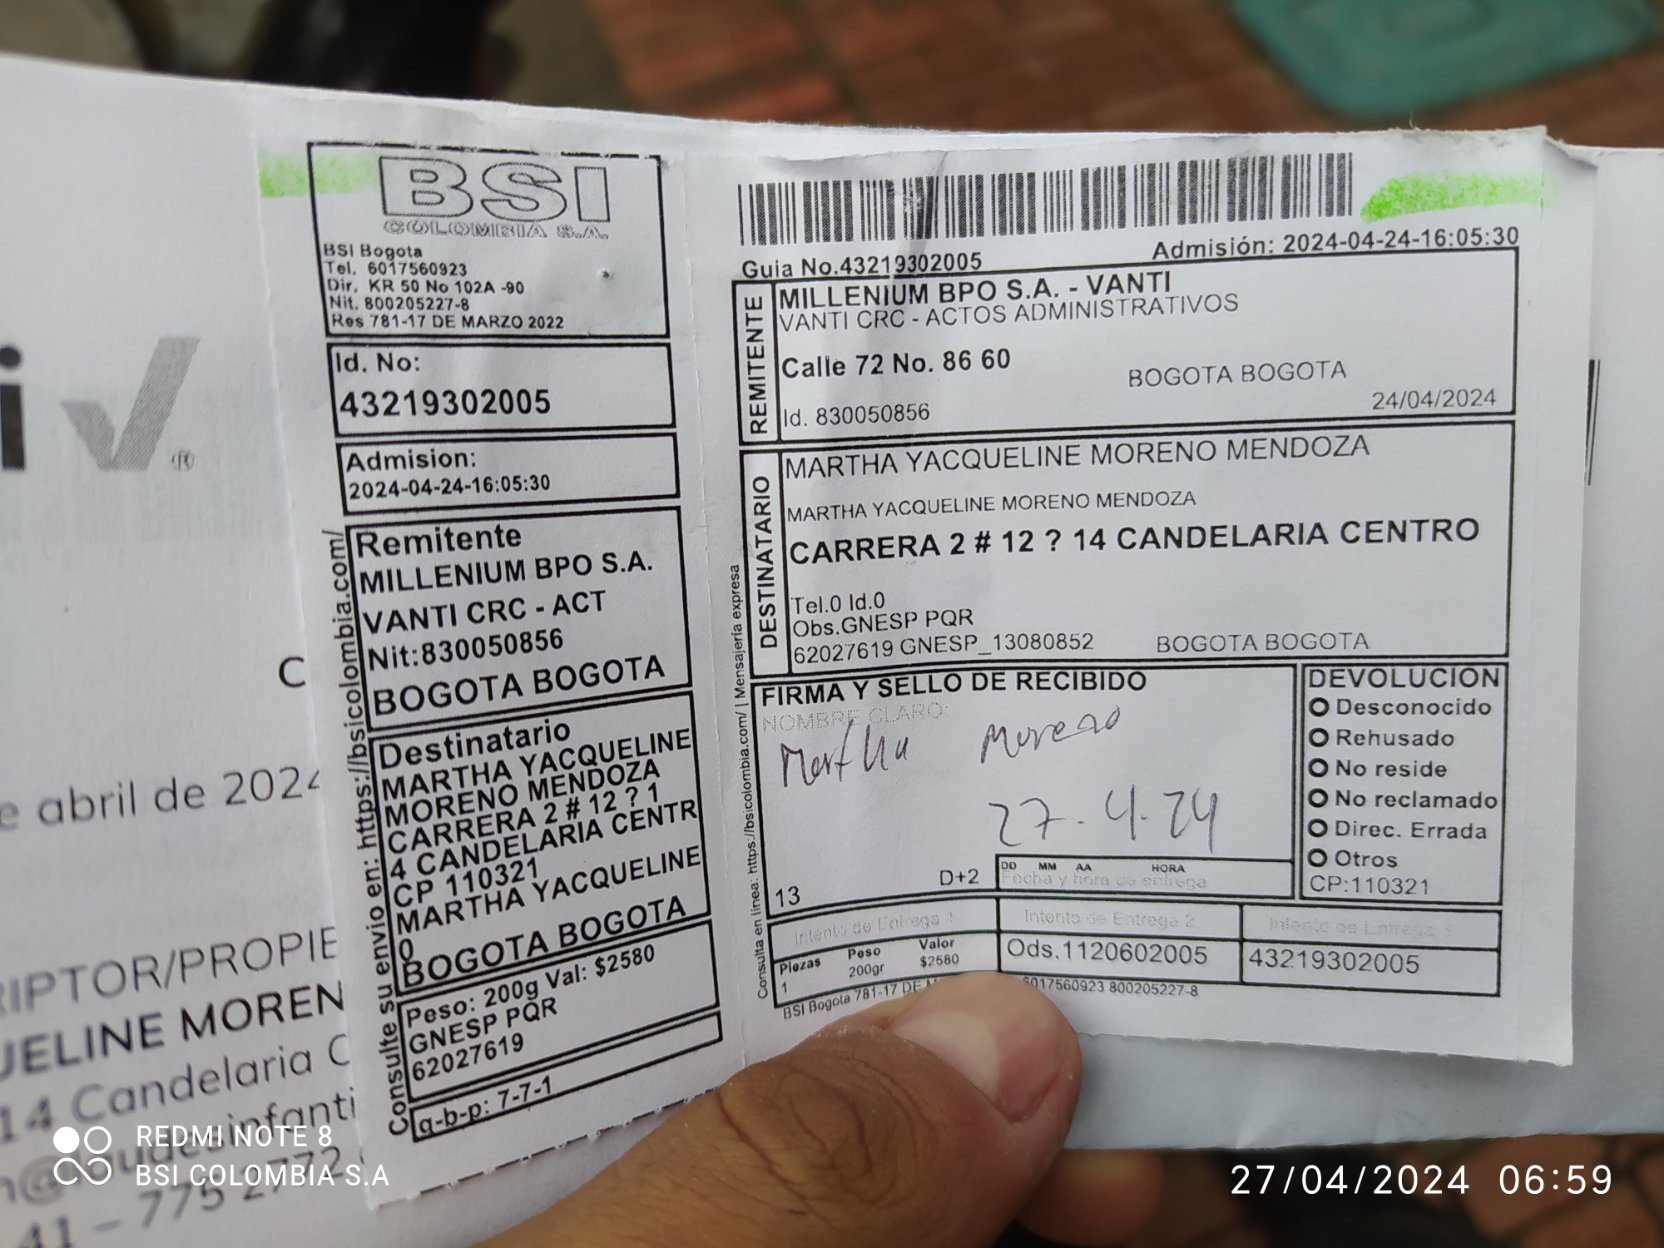 i
®
C
e abril de 2024
RIPTOR/PROPIE
UELINE MOREN
14 Candelaria C
41 – 775 2772
BSI
COLOMBIA S.A.
BSI Bogota
Tel. 6017560923
Dir. KR 50 No 102A -90
Nit. 800205227-8
Res 781-17 DE MARZO 2022
Id. No:
43219302005
Admision:
2024-04-24-16:05:30
Remitente
MILLENIUM BPO S.A.
VANTI CRC - ACT
Nit:830050856
BOGOTA BOGOTA
Destinatario
MARTHA YACQUELINE
MORENO MENDOZA
CARRERA 2 # 12 ? 1
4 CANDELARIA CENTR
CP 110321
MARTHA YACQUELINE
0
BOGOTA BOGOTA
Peso: 200g Val: $2580
GNESP PQR
62027619
a-b-p: 7-7-1
Consulte su envio en: https://bsicolombia.com/
Guia No.43219302005
Admisión: 2024-04-24-16:05:30
REMITENTE
MILLENIUM BPO S.A. - VANTI
VANTI CRC - ACTOS ADMINISTRATIVOS
Calle 72 No. 86 60
BOGOTA BOGOTA
24/04/2024
Id. 830050856
DESTINATARIO
MARTHA YACQUELINE MORENO MENDOZA
MARTHA YACQUELINE MORENO MENDOZA
CARRERA 2 # 12 ? 14 CANDELARIA CENTRO
Tel.0 Id.0
Obs.GNESP PQR
62027619 GNESP_13080852
BOGOTA BOGOTA
Consulta en linea: https://bsicolombia.com/ | Mensajería expresa
FIRMA Y SELLO DE RECIBIDO
NOMBRE CLARO:
Martha Moreno
27-4-24
13
D+2
DD MM AA HORA
Fecha y hora de entrega
DEVOLUCION
Desconocido
Rehusado
No reside
No reclamado
Direc. Errada
Otros
CP:110321
Intento de Entrega 1
Intento de Entrega 2
Intento de Entrega 3
Piezas Peso Valor
1 200gr $2580
Ods.1120602005
43219302005
BSI Bogota 781-17 DE
6017560923 800205227-8
REDMI NOTE 8
BSI COLOMBIA S.A
27/04/2024 06:59